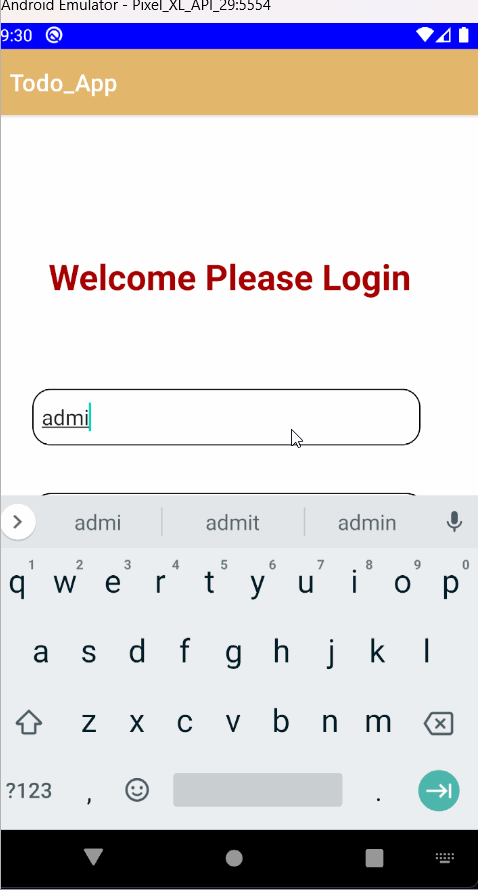 Android Emulator - Pixel_XL_API_29:5554
9:30
Todo_App
Welcome Please Login
admi
admi admit admin
1 2 3 4 5 6 7 8 9 0
q w e r t y u i o p
a s d f g h j k l
z x c v b n m
?123 , .